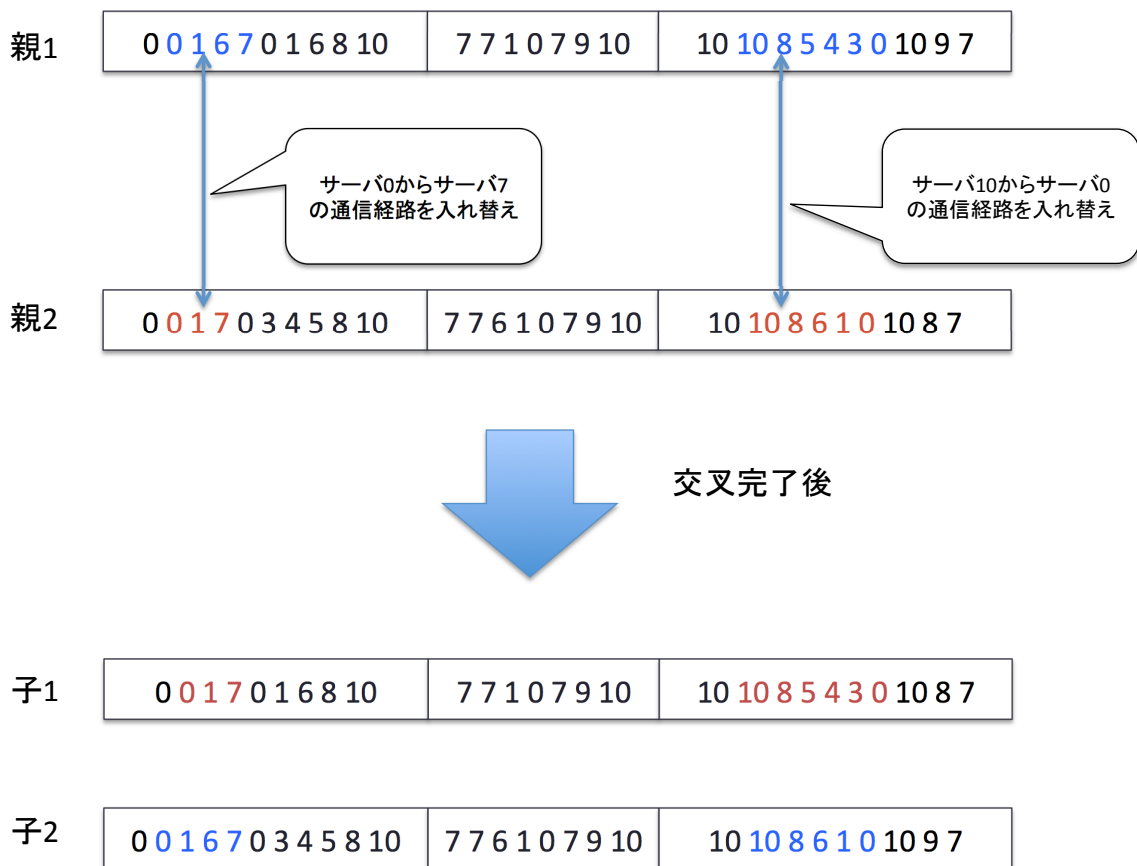 親1
0 0 1 6 7 0 1 6 8 10
7 7 1 0 7 9 10
10 10 8 5 4 3 0 10 9 7
サーバ0からサーバ7
の通信経路を入れ替え
サーバ10からサーバ0
の通信経路を入れ替え
親2
0 0 1 7 0 3 4 5 8 10
7 7 6 1 0 7 9 10
10 10 8 6 1 0 10 8 7
交叉完了後
子1
0 0 1 7 0 1 6 8 10
7 7 1 0 7 9 10
10 10 8 5 4 3 0 10 8 7
子2
0 0 1 6 7 0 3 4 5 8 10
7 7 6 1 0 7 9 10
10 10 8 6 1 0 10 9 7